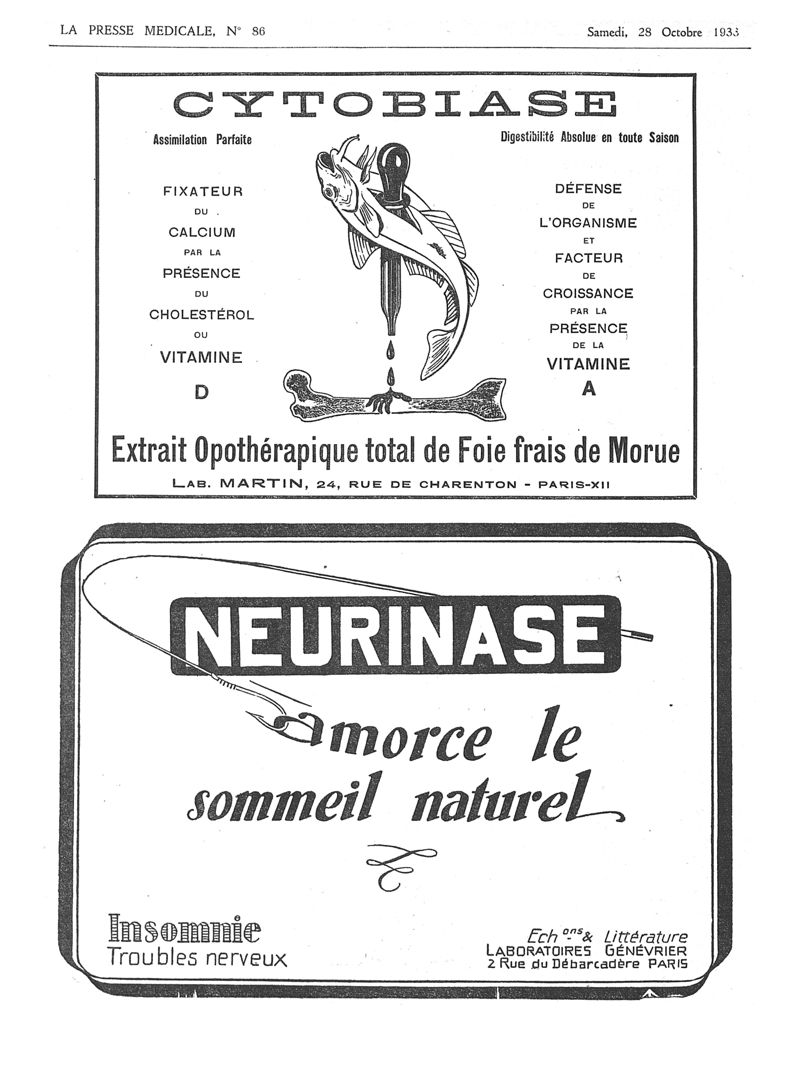 LA PRESSE MEDICALE, N° 86
Samedi, 28 Octobre 1933
CYTOBIASE
Assimilation Parfaite
Digestibilité Absolue en toute Saison
FIXATEUR
DU
CALCIUM
PAR LA
PRÉSENCE
DU
CHOLESTÉROL
OU
VITAMINE
D
DÉFENSE
DE
L'ORGANISME
ET
FACTEUR
DE
CROISSANCE
PAR LA
PRÉSENCE
DE LA
VITAMINE
A
Extrait Opothérapique total de Foie frais de Morue
LAB. MARTIN, 24, RUE DE CHARENTON - PARIS-XII
NEURINASE
amorce le
sommeil naturel
Insomnie
Troubles nerveux
Ech^ons & Littérature
LABORATOIRES GÉNÉVRIER
2 Rue du Débarcadère PARIS